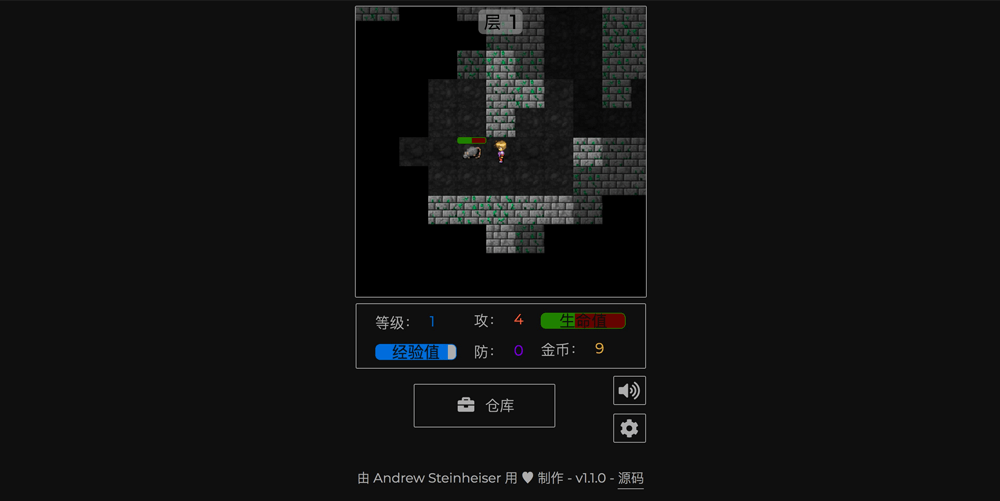 层 1
等级： 1
攻： 4
生命值
经验值
防： 0
金币： 9
仓库
由 Andrew Steinheiser 用 ♥ 制作 - v1.1.0 - 源码